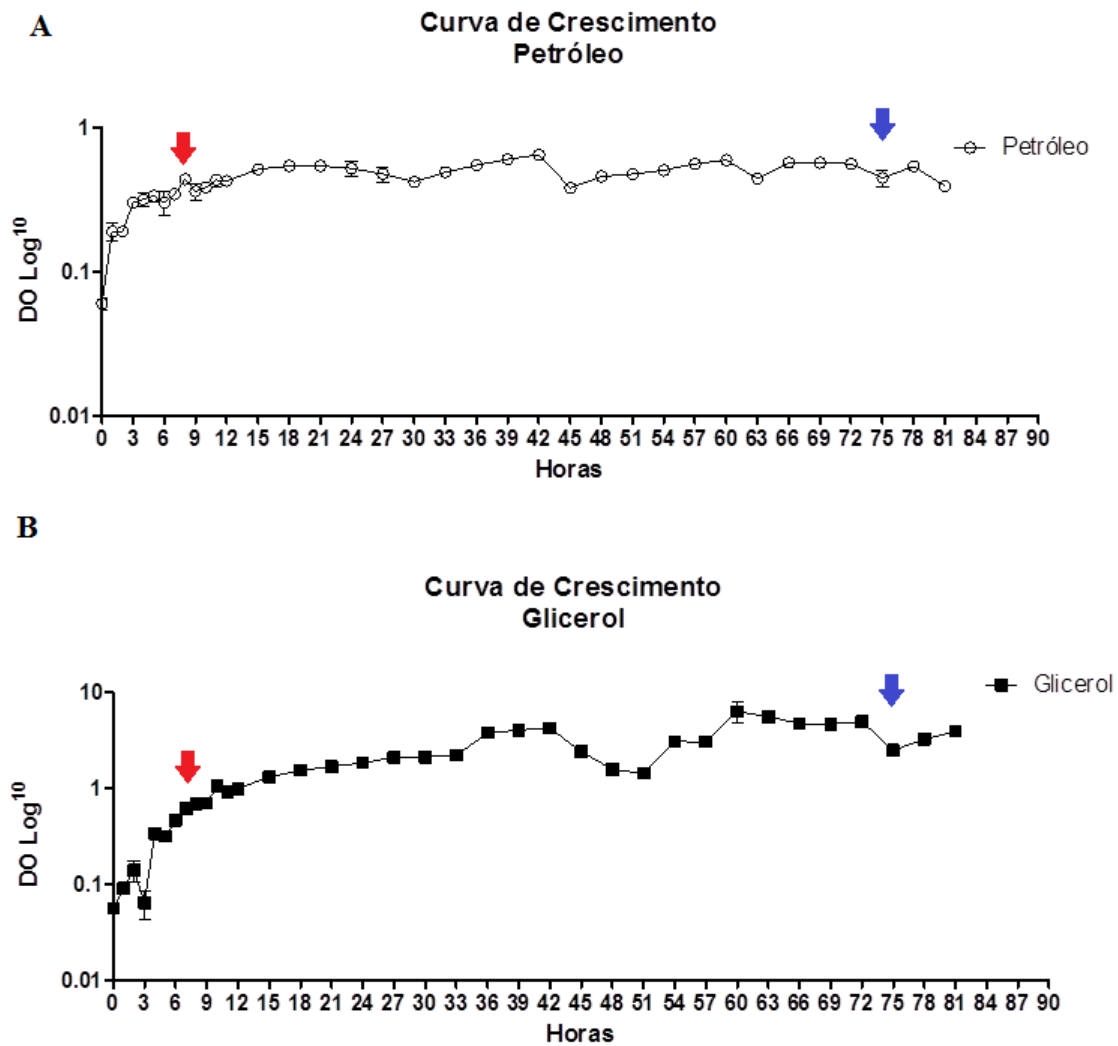 A
Curva de Crescimento
Petróleo
1
Petróleo
DO Log10
0.1
0.01
0 3 6 9 12 15 18 21 24 27 30 33 36 39 42 45 48 51 54 57 60 63 66 69 72 75 78 81 84 87 90
Horas
B
Curva de Crescimento
Glicerol
10
Glicerol
DO Log10
1
0.1
0.01
0 3 6 9 12 15 18 21 24 27 30 33 36 39 42 45 48 51 54 57 60 63 66 69 72 75 78 81 84 87 90
Horas